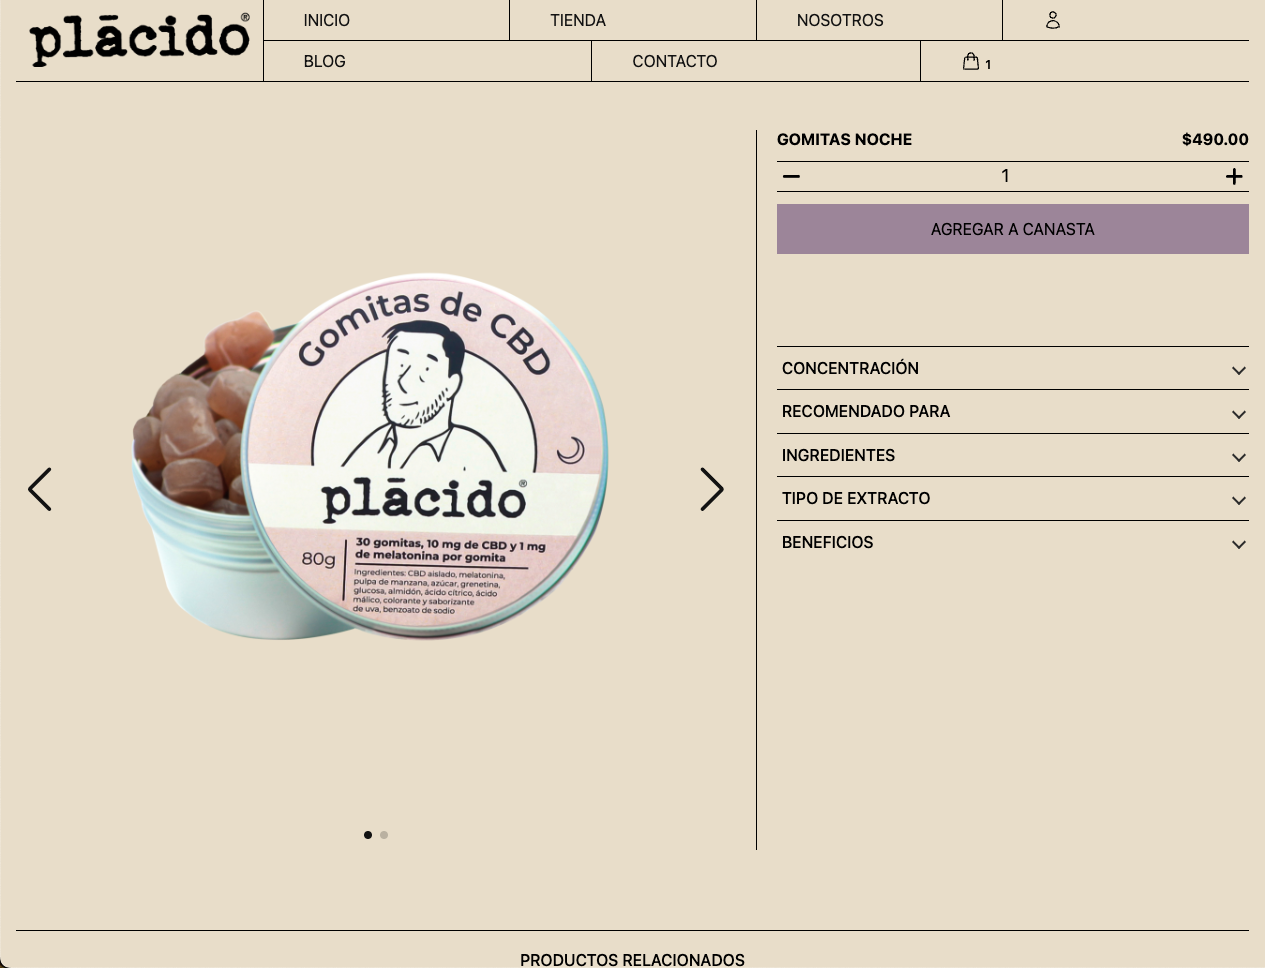 plācido®
INICIO
TIENDA
NOSOTROS
BLOG
CONTACTO
1
Gomitas de CBD
plācido®
80g
30 gomitas, 10 mg de CBD y 1 mg
de melatonina por gomita
Ingredientes: CBD aislado, melatonina,
pulpa de manzana, azúcar, grenetina,
glucosa, almidón, ácido cítrico, ácido
málico, colorante y saborizante
de uva, benzoato de sodio
GOMITAS NOCHE
$490.00
1
AGREGAR A CANASTA
CONCENTRACIÓN
RECOMENDADO PARA
INGREDIENTES
TIPO DE EXTRACTO
BENEFICIOS
PRODUCTOS RELACIONADOS